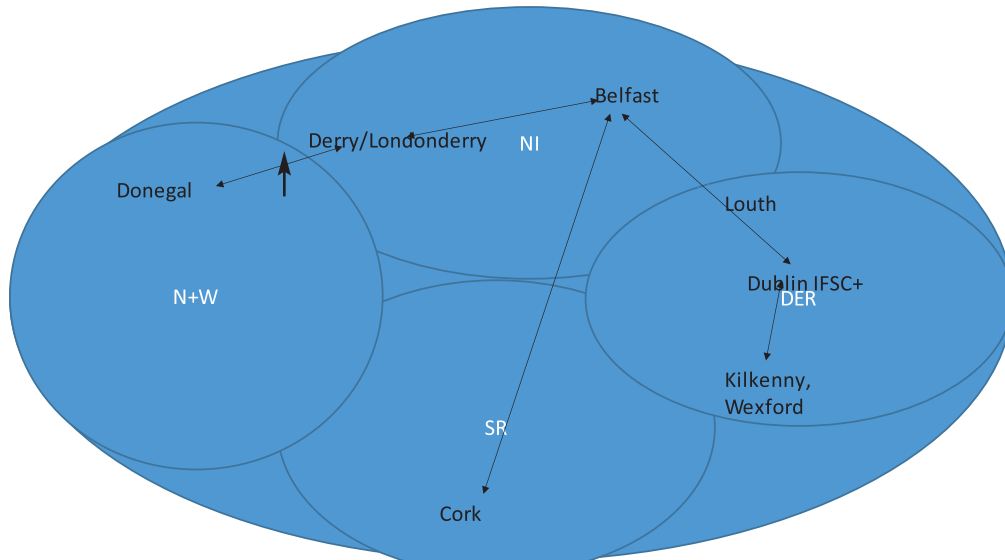 Belfast
Derry/Londonderry
NI
Donegal
Louth
Dublin IFSC+
N+W
DER
Kilkenny,
Wexford
SR
Cork